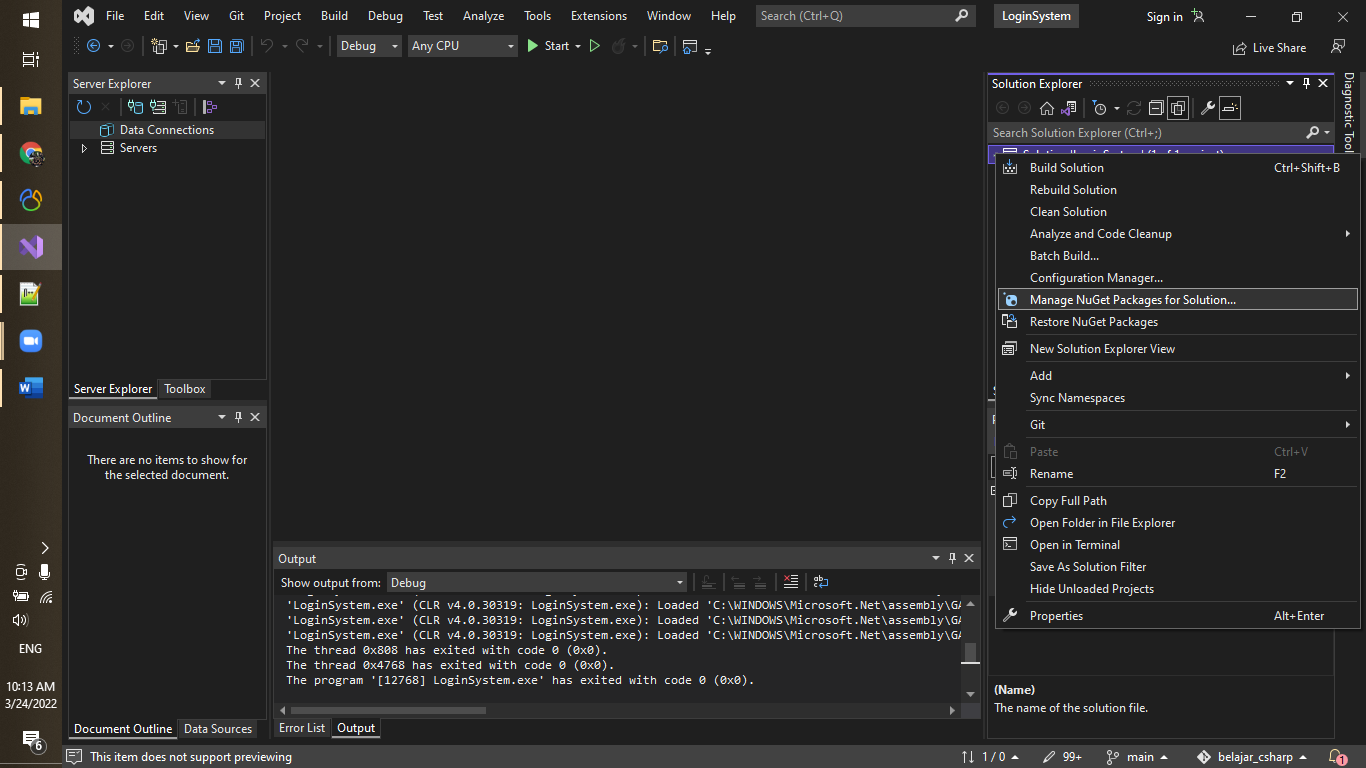 File Edit View Git Project Build Debug Test Analyze Tools Extensions Window Help Search (Ctrl+Q) LoginSystem Sign in
Debug Any CPU Start Live Share
Server Explorer
Data Connections
Servers
Server Explorer Toolbox
Document Outline
There are no items to show for
the selected document.
Document Outline Data Sources
Output
Show output from: Debug
'LoginSystem.exe' (CLR v4.0.30319: LoginSystem.exe): Loaded 'C:\WINDOWS\Microsoft.Net\assembly\GA
'LoginSystem.exe' (CLR v4.0.30319: LoginSystem.exe): Loaded 'C:\WINDOWS\Microsoft.Net\assembly\GA
'LoginSystem.exe' (CLR v4.0.30319: LoginSystem.exe): Loaded 'C:\WINDOWS\Microsoft.Net\assembly\GA
The thread 0x808 has exited with code 0 (0x0).
The thread 0x4768 has exited with code 0 (0x0).
The program '[12768] LoginSystem.exe' has exited with code 0 (0x0).
Error List Output
Solution Explorer
Search Solution Explorer (Ctrl+;)
Diagnostic Tool
Build Solution Ctrl+Shift+B
Rebuild Solution
Clean Solution
Analyze and Code Cleanup
Batch Build...
Configuration Manager...
Manage NuGet Packages for Solution...
Restore NuGet Packages
New Solution Explorer View
Add
Sync Namespaces
Git
Paste Ctrl+V
Rename F2
Copy Full Path
Open Folder in File Explorer
Open in Terminal
Save As Solution Filter
Hide Unloaded Projects
Properties Alt+Enter
(Name)
The name of the solution file.
ENG
10:13 AM
3/24/2022
6
This item does not support previewing 1 / 0 99+ main belajar_csharp 1